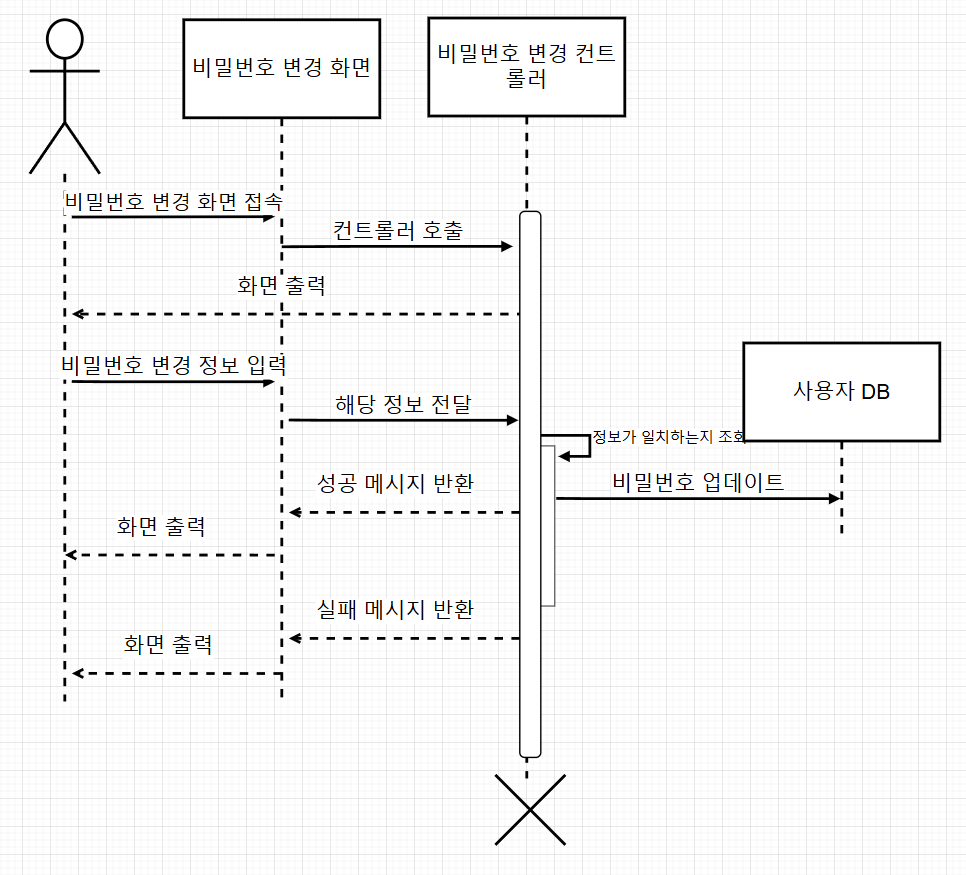 비밀번호 변경 화면
비밀번호 변경 컨트
롤러
비밀번호 변경 화면 접속
컨트롤러 호출
화면 출력
비밀번호 변경 정보 입력
사용자 DB
해당 정보 전달
정보가 일치하는지 조회
성공 메시지 반환
비밀번호 업데이트
화면 출력
실패 메시지 반환
화면 출력